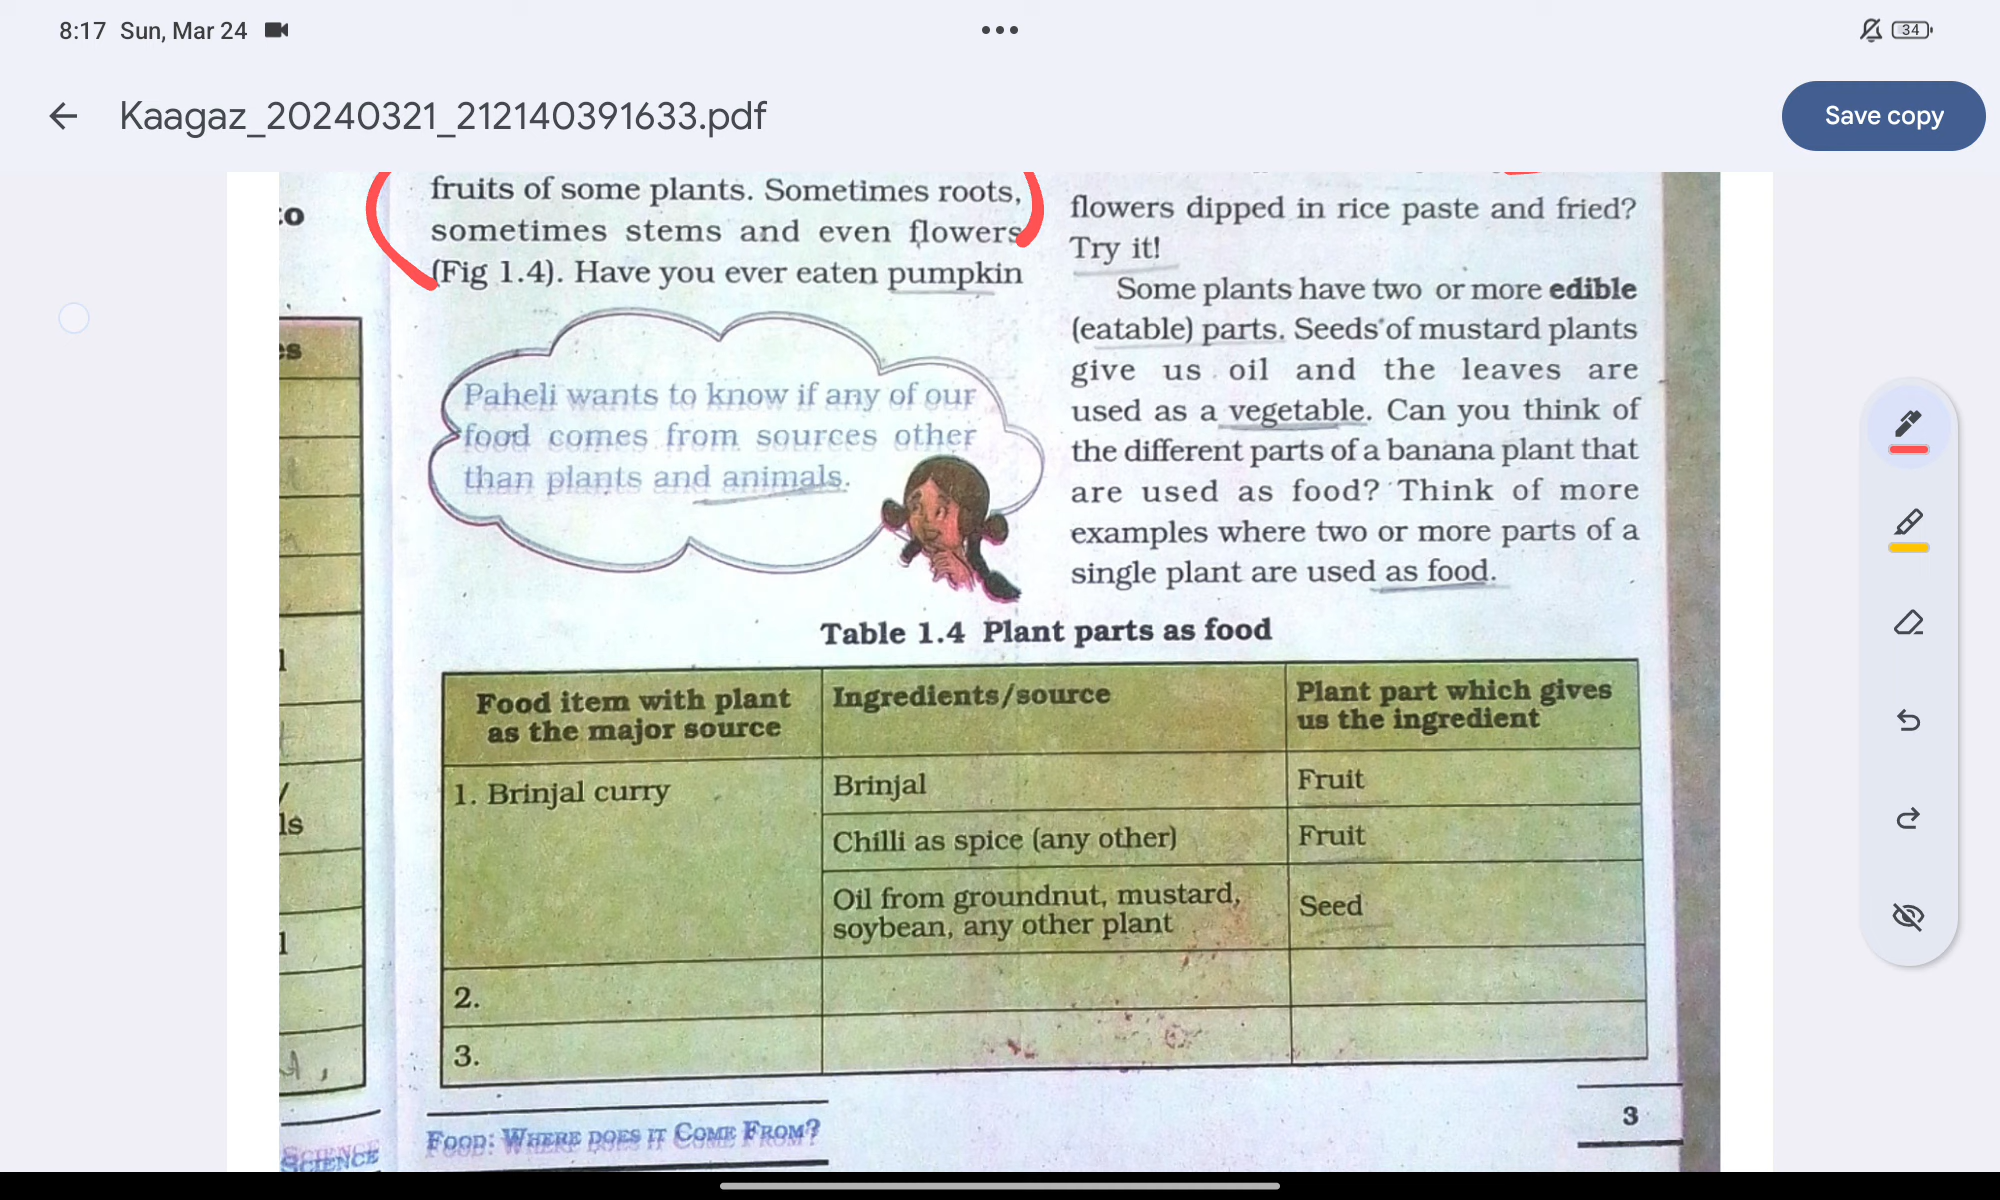 8:17 Sun, Mar 24
34
Kaagaz_20240321_212140391633.pdf
Save copy
:o
es
l
/
ls
l
SCIENCE
fruits of some plants. Sometimes roots,
sometimes stems and even flowers
(Fig 1.4). Have you ever eaten pumpkin
Paheli wants to know if any of our
food comes from sources other
than plants and animals.
flowers dipped in rice paste and fried?
Try it!
Some plants have two or more edible
(eatable) parts. Seeds of mustard plants
give us oil and the leaves are
used as a vegetable. Can you think of
the different parts of a banana plant that
are used as food? Think of more
examples where two or more parts of a
single plant are used as food.
Table 1.4 Plant parts as food
Food item with plant
as the major source
Ingredients/source
Plant part which gives
us the ingredient
1. Brinjal curry
Brinjal
Fruit
Chilli as spice (any other)
Fruit
Oil from groundnut, mustard,
soybean, any other plant
Seed
2.
3.
FOOD: WHERE DOES IT COME FROM?
3